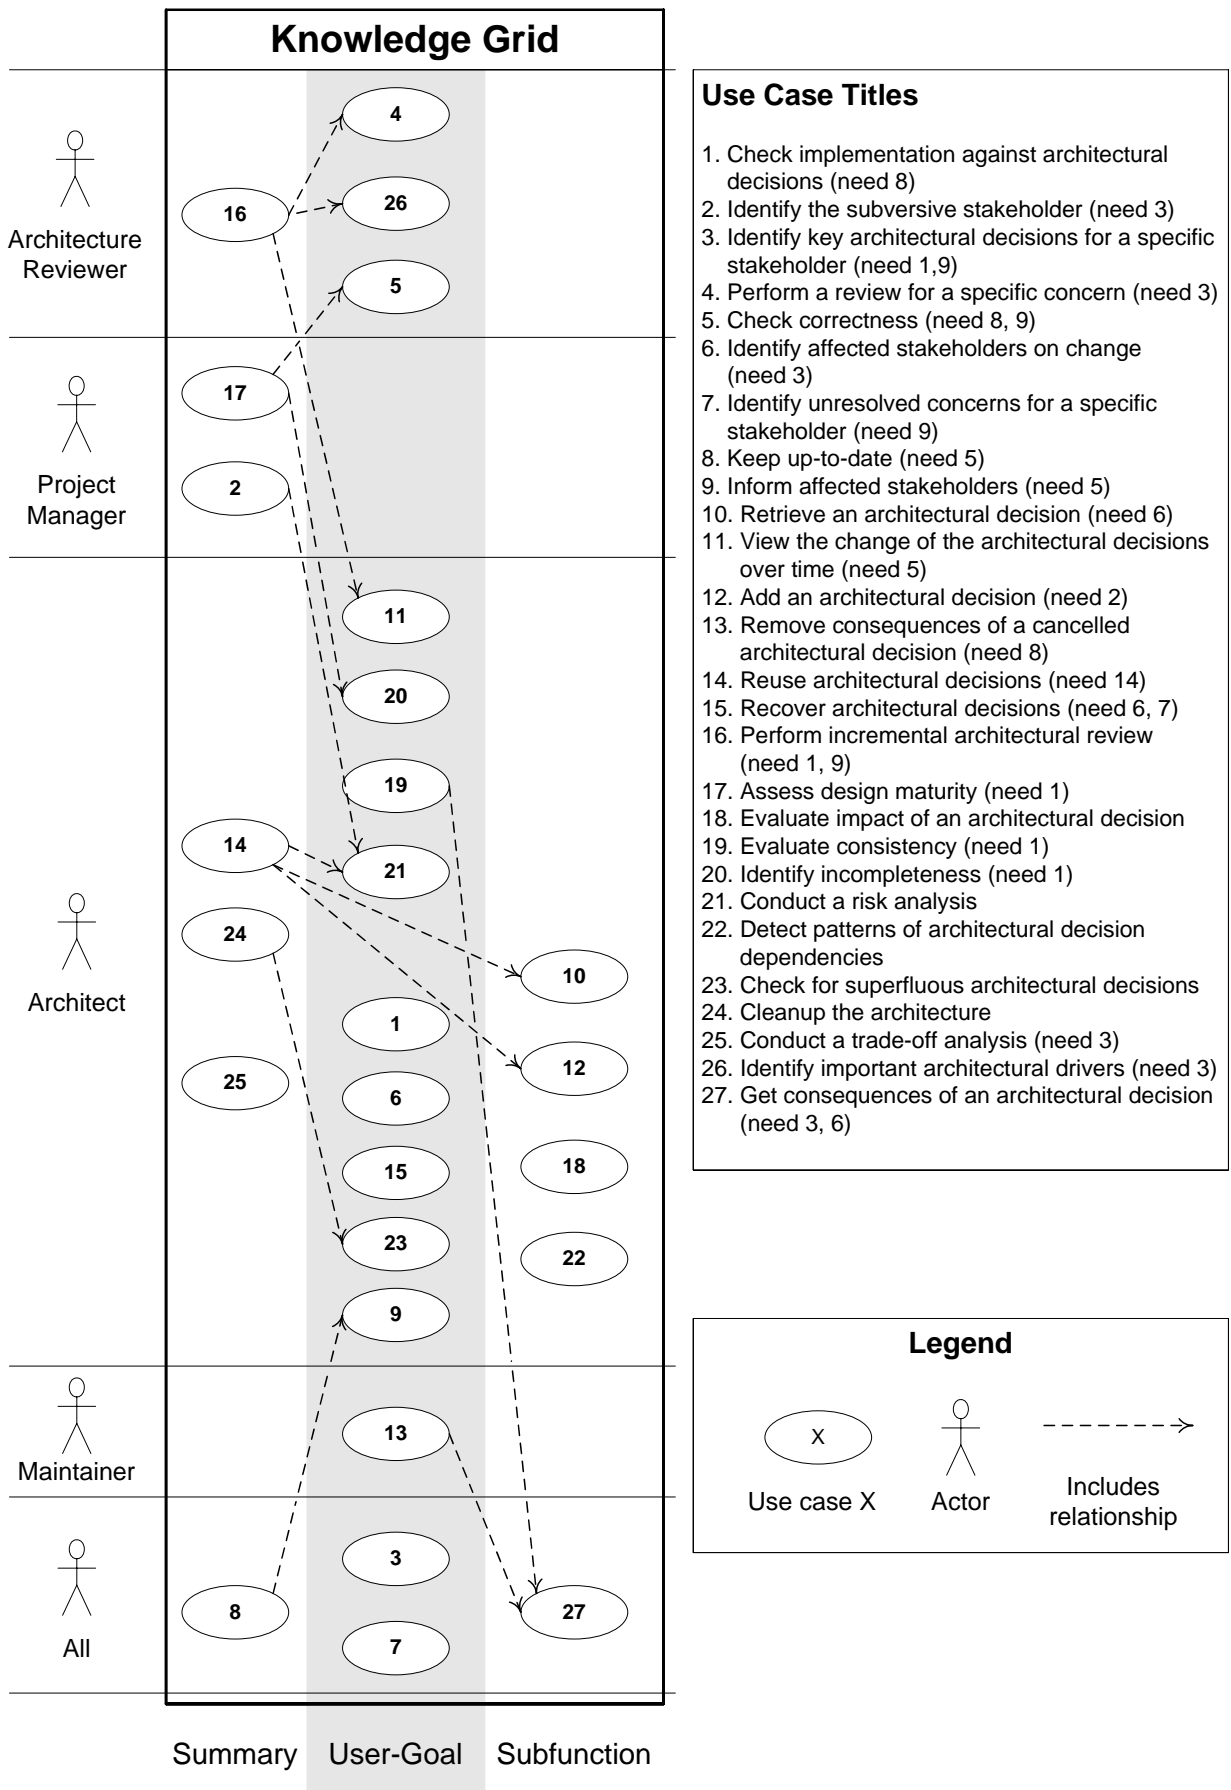 Knowledge Grid
4
16
26
Architecture
Reviewer
5
17
Project
Manager
2
11
20
19
14
21
24
Architect
10
1
12
25
6
15
18
23
22
9
13
Maintainer
3
8
27
All
7
Summary
User-Goal
Subfunction
Use Case Titles
1. Check implementation against architectural
decisions (need 8)
2. Identify the subversive stakeholder (need 3)
3. Identify key architectural decisions for a specific
stakeholder (need 1,9)
4. Perform a review for a specific concern (need 3)
5. Check correctness (need 8, 9)
6. Identify affected stakeholders on change
(need 3)
7. Identify unresolved concerns for a specific
stakeholder (need 9)
8. Keep up-to-date (need 5)
9. Inform affected stakeholders (need 5)
10. Retrieve an architectural decision (need 6)
11. View the change of the architectural decisions
over time (need 5)
12. Add an architectural decision (need 2)
13. Remove consequences of a cancelled
architectural decision (need 8)
14. Reuse architectural decisions (need 14)
15. Recover architectural decisions (need 6, 7)
16. Perform incremental architectural review
(need 1, 9)
17. Assess design maturity (need 1)
18. Evaluate impact of an architectural decision
19. Evaluate consistency (need 1)
20. Identify incompleteness (need 1)
21. Conduct a risk analysis
22. Detect patterns of architectural decision
dependencies
23. Check for superfluous architectural decisions
24. Cleanup the architecture
25. Conduct a trade-off analysis (need 3)
26. Identify important architectural drivers (need 3)
27. Get consequences of an architectural decision
(need 3, 6)
Legend
X
Use case X
Actor
Includes
relationship